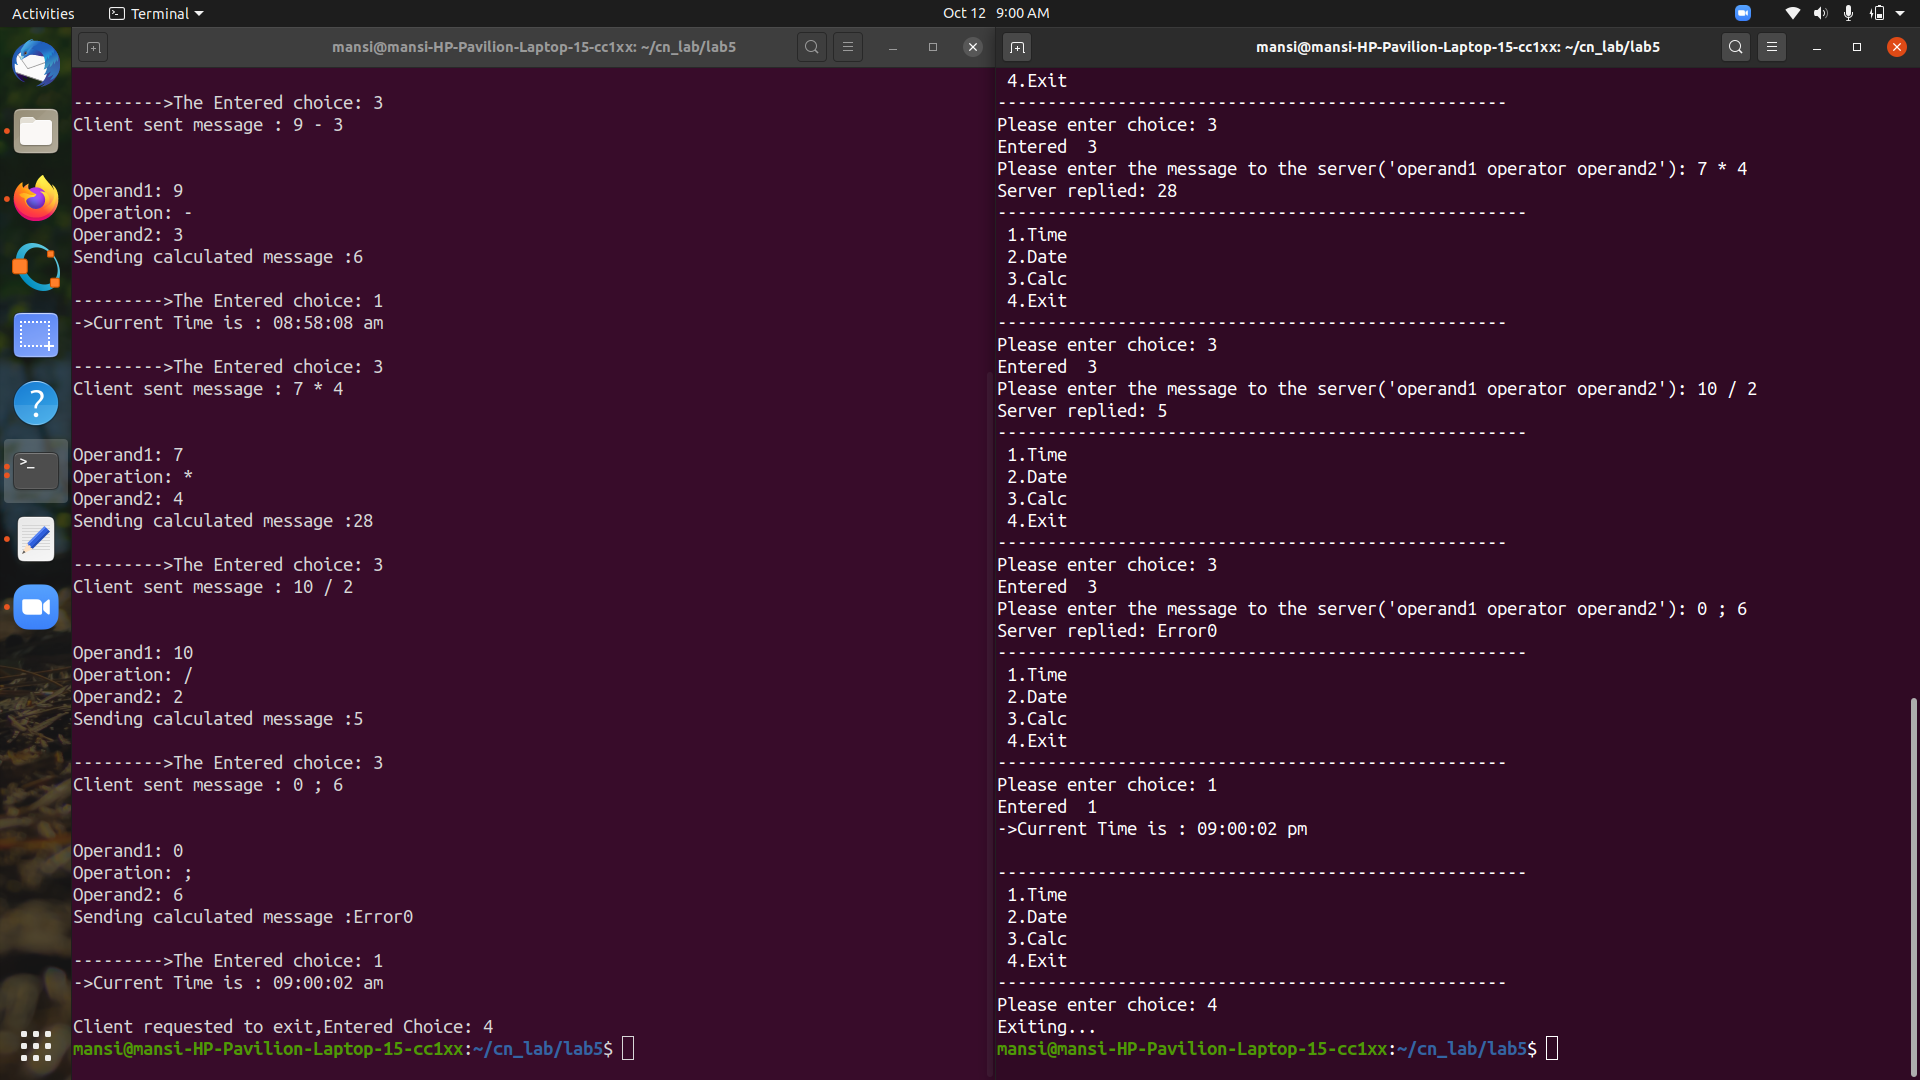 Activities
Terminal
Oct 12 9:00 AM
mansi@mansi-HP-Pavilion-Laptop-15-cc1xx: ~/cn_lab/lab5
--------->The Entered choice: 3
Client sent message : 9 - 3
Operand1: 9
Operation: -
Operand2: 3
Sending calculated message :6
--------->The Entered choice: 1
->Current Time is : 08:58:08 am
--------->The Entered choice: 3
Client sent message : 7 * 4
Operand1: 7
Operation: *
Operand2: 4
Sending calculated message :28
--------->The Entered choice: 3
Client sent message : 10 / 2
Operand1: 10
Operation: /
Operand2: 2
Sending calculated message :5
--------->The Entered choice: 3
Client sent message : 0 ; 6
Operand1: 0
Operation: ;
Operand2: 6
Sending calculated message :Error0
--------->The Entered choice: 1
->Current Time is : 09:00:02 am
Client requested to exit,Entered Choice: 4
mansi@mansi-HP-Pavilion-Laptop-15-cc1xx:~/cn_lab/lab5$
mansi@mansi-HP-Pavilion-Laptop-15-cc1xx: ~/cn_lab/lab5
4.Exit
---------------------------------------------------
Please enter choice: 3
Entered  3
Please enter the message to the server('operand1 operator operand2'): 7 * 4
Server replied: 28
-----------------------------------------------------
1.Time
2.Date
3.Calc
4.Exit
---------------------------------------------------
Please enter choice: 3
Entered  3
Please enter the message to the server('operand1 operator operand2'): 10 / 2
Server replied: 5
-----------------------------------------------------
1.Time
2.Date
3.Calc
4.Exit
---------------------------------------------------
Please enter choice: 3
Entered  3
Please enter the message to the server('operand1 operator operand2'): 0 ; 6
Server replied: Error0
-----------------------------------------------------
1.Time
2.Date
3.Calc
4.Exit
---------------------------------------------------
Please enter choice: 1
Entered  1
->Current Time is : 09:00:02 pm
-----------------------------------------------------
1.Time
2.Date
3.Calc
4.Exit
---------------------------------------------------
Please enter choice: 4
Exiting...
mansi@mansi-HP-Pavilion-Laptop-15-cc1xx:~/cn_lab/lab5$